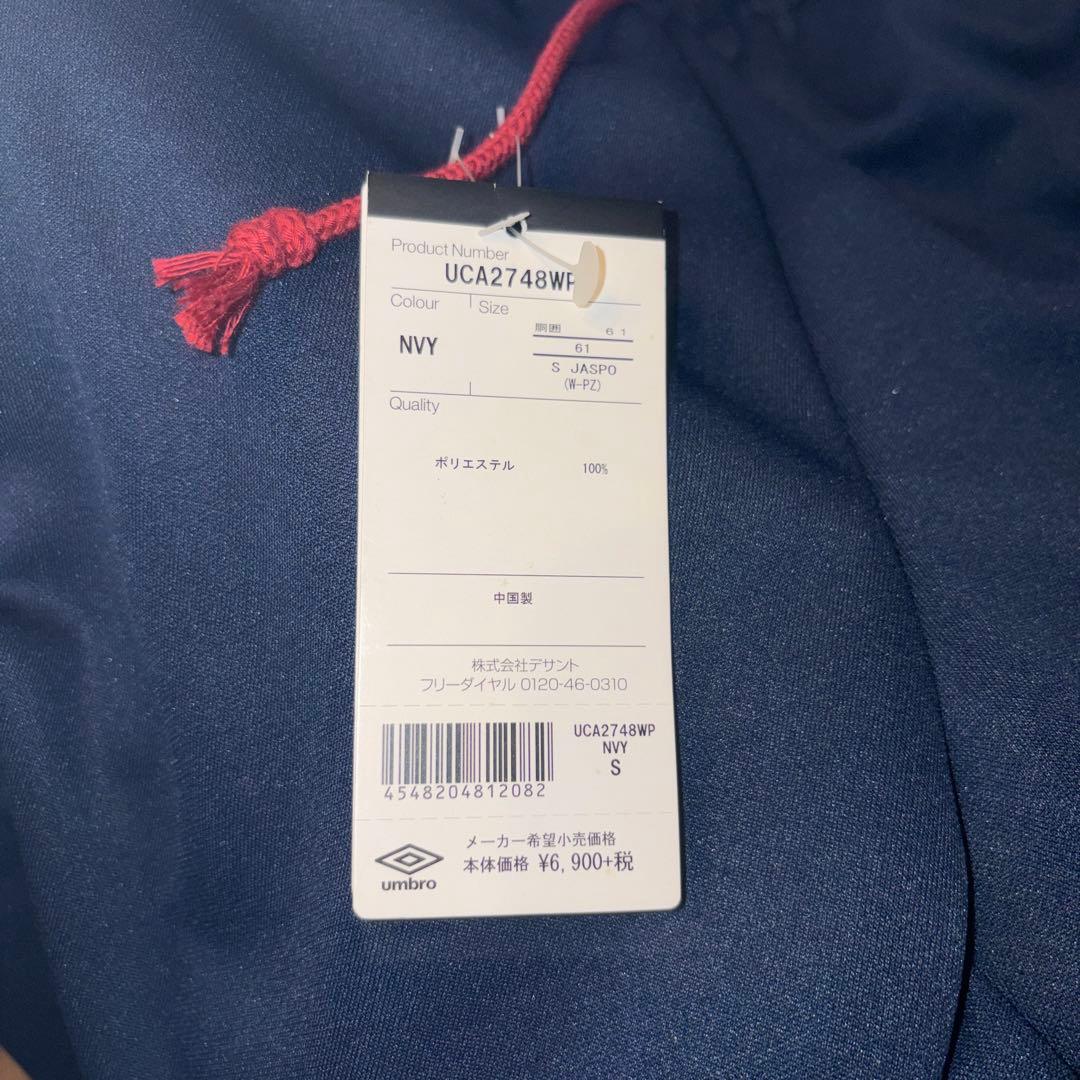 Product Number
UCA2748WP
Colour
Size
NVY
胴囲 61
61
S JASPO
(W-PZ)
Quality
ポリエステル 100%
中国製
株式会社デサント
フリーダイヤル 0120-46-0310
UCA2748WP
NVY
S
4548204812082
メーカー希望小売価格
本体価格 ¥6,900+税
umbro